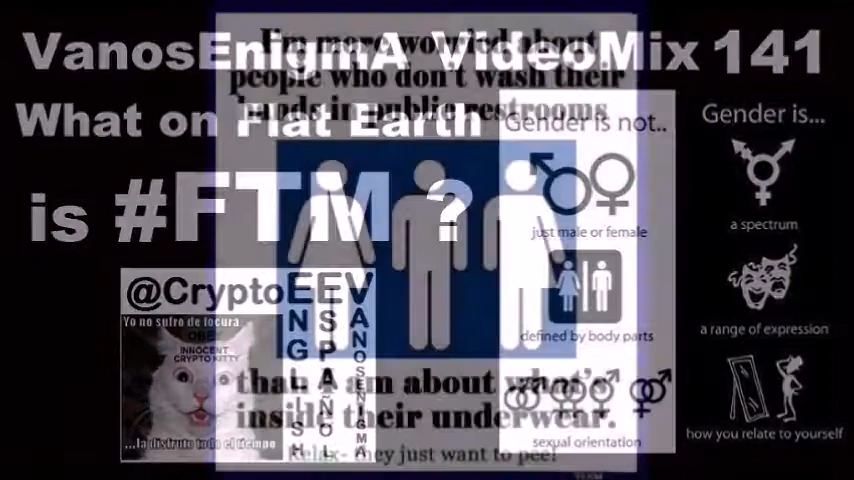 VanosEnigmA VideoMix 141
What on Flat Earth
is #FTM ?
I'm more worried about
people who don't wash their
hands in public restrooms
than I am about what's
inside their underwear.
Relax- they just want to pee!
Gender is not..
just male or female
defined by body parts
sexual orientation
Gender is...
a spectrum
a range of expression
how you relate to yourself
@CryptoEEV
ENGLISH
ESPAÑOL
VANOSENIGMA
Yo no sufro de locura
INNOCENT
CRYPTO KITTY
...la disfruto todo el tiempo